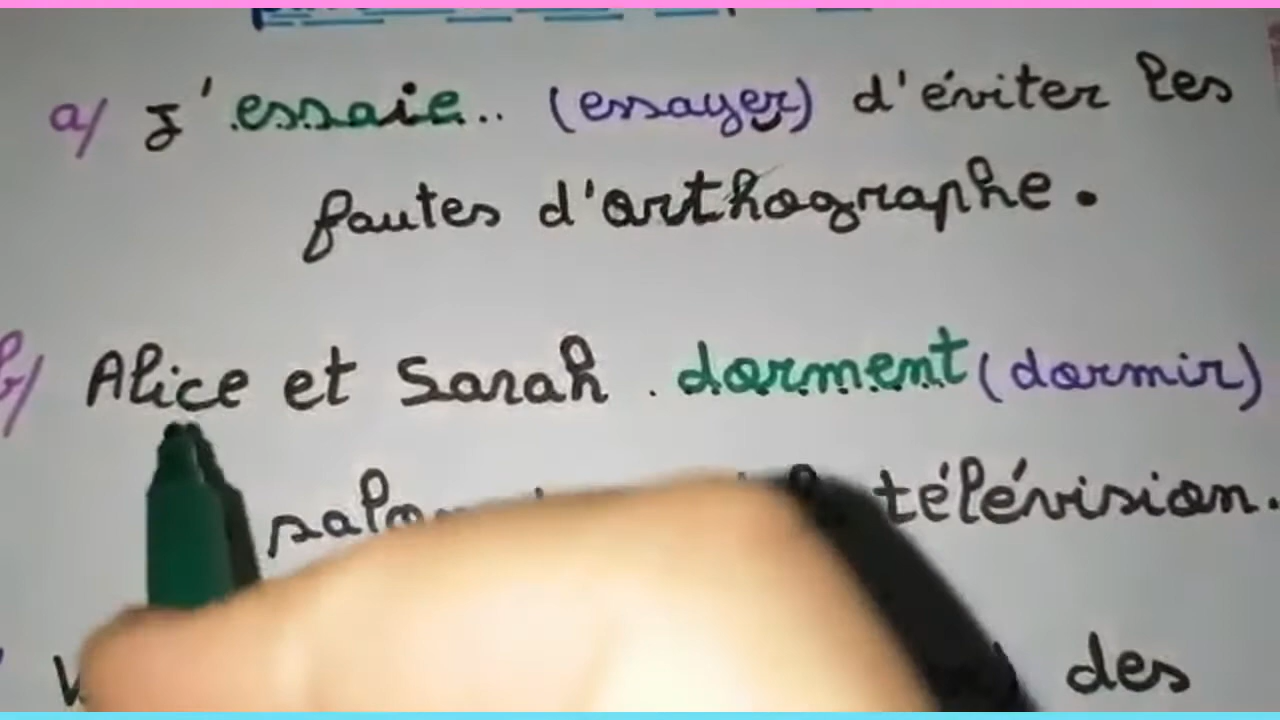 a/ J'essaie.. (essayer) d'éviter les
fautes d'orthographe.
b/ Alice et Sarah . dorment (dormir)
télévision.
des